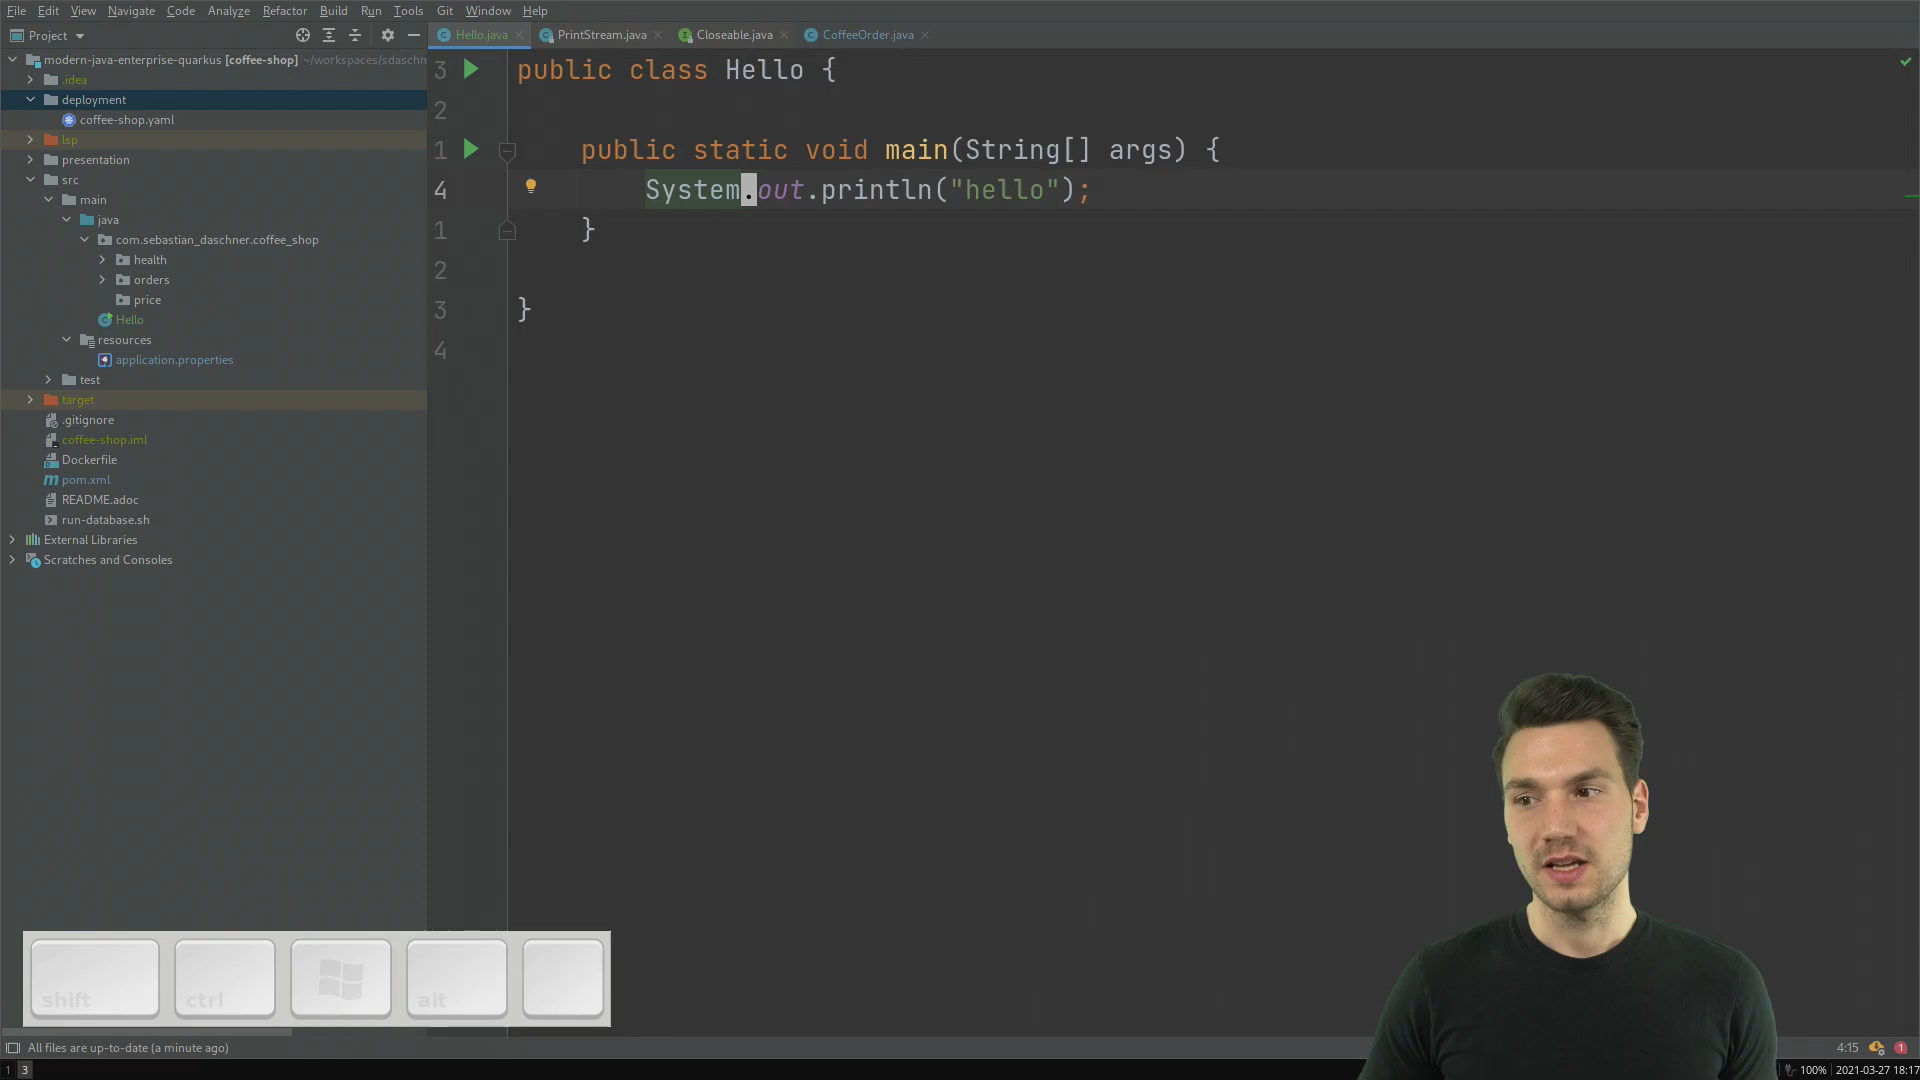 File Edit View Navigate Code Analyze Refactor Build Run Tools Git Window Help
Project
Hello.java PrintStream.java Closeable.java CoffeeOrder.java
modern-java-enterprise-quarkus [coffee-shop] ~/workspaces/sdaschn
.idea
deployment
coffee-shop.yaml
lsp
presentation
src
main
java
com.sebastian_daschner.coffee_shop
health
orders
price
Hello
resources
application.properties
test
target
.gitignore
coffee-shop.iml
Dockerfile
pom.xml
README.adoc
run-database.sh
External Libraries
Scratches and Consoles
3 public class Hello {
2
1 public static void main(String[] args) {
4 System.out.println("hello");
1 }
2
3 }
4
shift ctrl alt
All files are up-to-date (a minute ago)
4:15 1
1 3
100% 2021-03-27 18:17